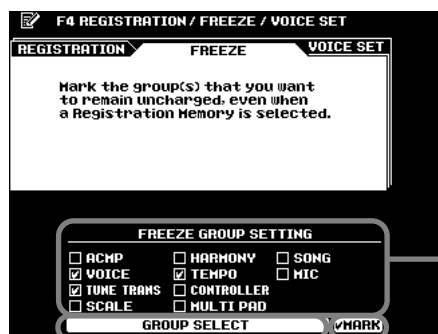 F4 REGISTRATION / FREEZE / VOICE SET
REGISTRATION FREEZE VOICE SET
Mark the group(s) that you want
to remain uncharged, even when
a Registration Memory is selected.
FREEZE GROUP SETTING
☐ ACMP ☐ HARMONY ☐ SONG
☑ VOICE ☑ TEMPO ☐ MIC
☑ TUNE TRANS ☐ CONTROLLER
☐ SCALE ☐ MULTI PAD
GROUP SELECT ✓MARK